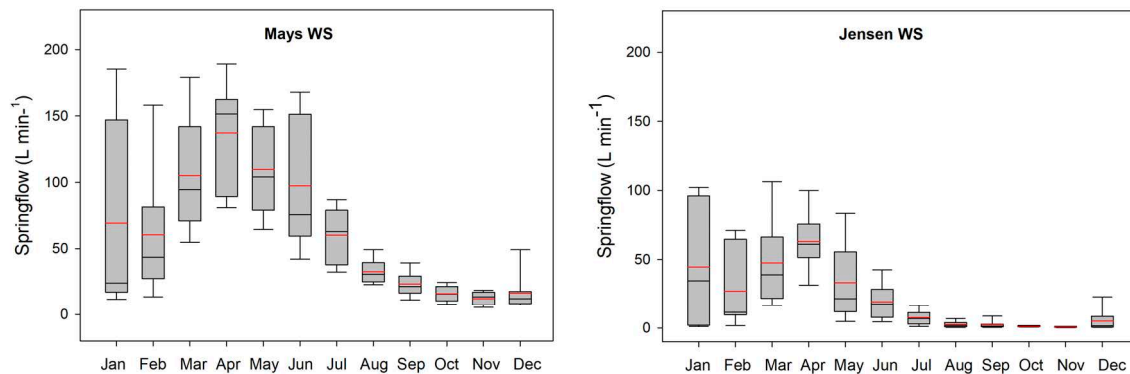 Mays WS
Springflow (L min-¹)
200
150
100
50
0
Jan Feb Mar Apr May Jun Jul Aug Sep Oct Nov Dec
Jensen WS
Springflow (L min⁻¹)
200
150
100
50
0
Jan Feb Mar Apr May Jun Jul Aug Sep Oct Nov Dec